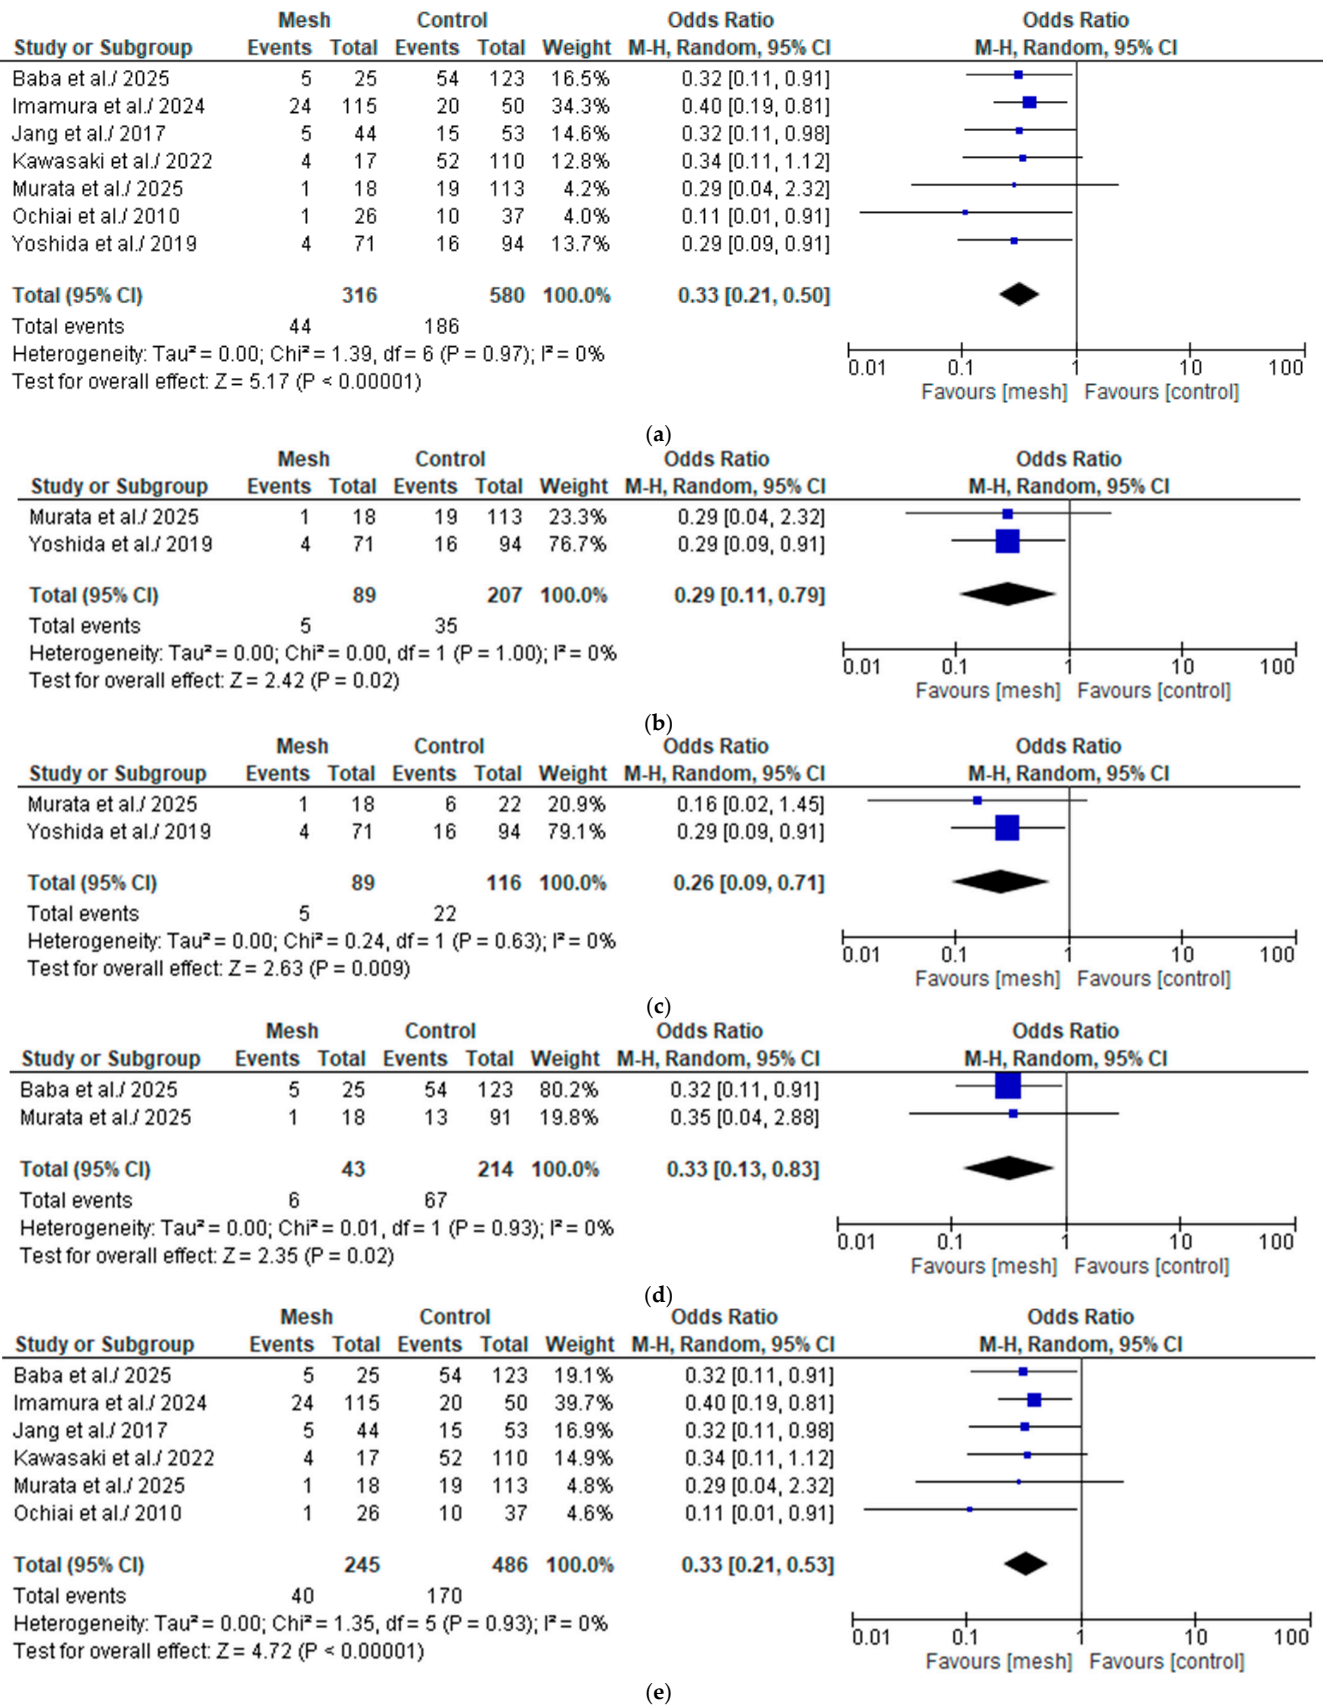 Mesh Control Odds Ratio Odds Ratio
Study or Subgroup Events Total Events Total Weight M-H, Random, 95% CI M-H, Random, 95% CI
Baba et al./ 2025 5 25 54 123 16.5% 0.32 [0.11, 0.91]
Imamura et al./ 2024 24 115 20 50 34.3% 0.40 [0.19, 0.81]
Jang et al./ 2017 5 44 15 53 14.6% 0.32 [0.11, 0.98]
Kawasaki et al./ 2022 4 17 52 110 12.8% 0.34 [0.11, 1.12]
Murata et al./ 2025 1 18 19 113 4.2% 0.29 [0.04, 2.32]
Ochiai et al./ 2010 1 26 10 37 4.0% 0.11 [0.01, 0.91]
Yoshida et al./ 2019 4 71 16 94 13.7% 0.29 [0.09, 0.91]
Total (95% CI) 316 580 100.0% 0.33 [0.21, 0.50]
Total events 44 186
Heterogeneity: Tau² = 0.00; Chi² = 1.39, df = 6 (P = 0.97); I² = 0%
Test for overall effect: Z = 5.17 (P < 0.00001)
0.01 0.1 1 10 100
Favours [mesh] Favours [control]
(a)
Mesh Control Odds Ratio Odds Ratio
Study or Subgroup Events Total Events Total Weight M-H, Random, 95% CI M-H, Random, 95% CI
Murata et al./ 2025 1 18 19 113 23.3% 0.29 [0.04, 2.32]
Yoshida et al./ 2019 4 71 16 94 76.7% 0.29 [0.09, 0.91]
Total (95% CI) 89 207 100.0% 0.29 [0.11, 0.79]
Total events 5 35
Heterogeneity: Tau² = 0.00; Chi² = 0.00, df = 1 (P = 1.00); I² = 0%
Test for overall effect: Z = 2.42 (P = 0.02)
0.01 0.1 1 10 100
Favours [mesh] Favours [control]
(b)
Mesh Control Odds Ratio Odds Ratio
Study or Subgroup Events Total Events Total Weight M-H, Random, 95% CI M-H, Random, 95% CI
Murata et al./ 2025 1 18 6 22 20.9% 0.16 [0.02, 1.45]
Yoshida et al./ 2019 4 71 16 94 79.1% 0.29 [0.09, 0.91]
Total (95% CI) 89 116 100.0% 0.26 [0.09, 0.71]
Total events 5 22
Heterogeneity: Tau² = 0.00; Chi² = 0.24, df = 1 (P = 0.63); I² = 0%
Test for overall effect: Z = 2.63 (P = 0.009)
0.01 0.1 1 10 100
Favours [mesh] Favours [control]
(c)
Mesh Control Odds Ratio Odds Ratio
Study or Subgroup Events Total Events Total Weight M-H, Random, 95% CI M-H, Random, 95% CI
Baba et al./ 2025 5 25 54 123 80.2% 0.32 [0.11, 0.91]
Murata et al./ 2025 1 18 13 91 19.8% 0.35 [0.04, 2.88]
Total (95% CI) 43 214 100.0% 0.33 [0.13, 0.83]
Total events 6 67
Heterogeneity: Tau² = 0.00; Chi² = 0.01, df = 1 (P = 0.93); I² = 0%
Test for overall effect: Z = 2.35 (P = 0.02)
0.01 0.1 1 10 100
Favours [mesh] Favours [control]
(d)
Mesh Control Odds Ratio Odds Ratio
Study or Subgroup Events Total Events Total Weight M-H, Random, 95% CI M-H, Random, 95% CI
Baba et al./ 2025 5 25 54 123 19.1% 0.32 [0.11, 0.91]
Imamura et al./ 2024 24 115 20 50 39.7% 0.40 [0.19, 0.81]
Jang et al./ 2017 5 44 15 53 16.9% 0.32 [0.11, 0.98]
Kawasaki et al./ 2022 4 17 52 110 14.9% 0.34 [0.11, 1.12]
Murata et al./ 2025 1 18 19 113 4.8% 0.29 [0.04, 2.32]
Ochiai et al./ 2010 1 26 10 37 4.6% 0.11 [0.01, 0.91]
Total (95% CI) 245 486 100.0% 0.33 [0.21, 0.53]
Total events 40 170
Heterogeneity: Tau² = 0.00; Chi² = 1.35, df = 5 (P = 0.93); I² = 0%
Test for overall effect: Z = 4.72 (P < 0.00001)
0.01 0.1 1 10 100
Favours [mesh] Favours [control]
(e)